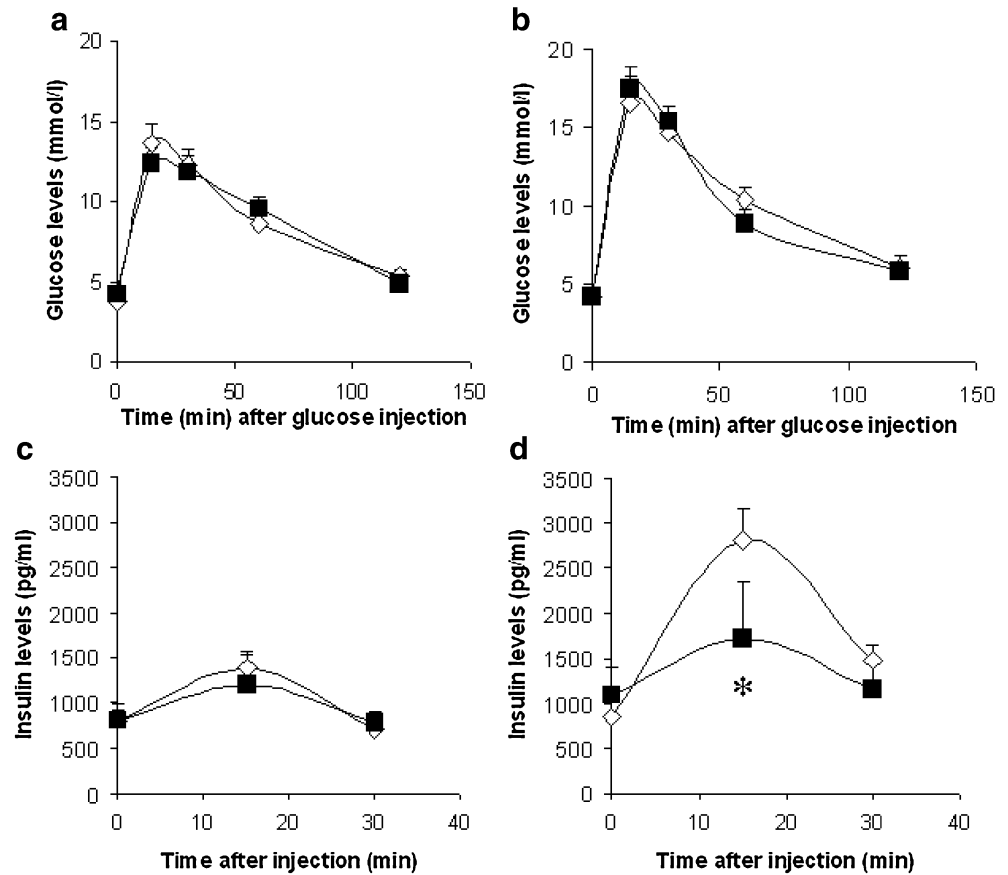 a
20
15
10
5
0
Glucose levels (mmol/l)
0 50 100 150
Time (min) after glucose injection
b
20
15
10
5
0
Glucose levels (mmol/l)
0 50 100 150
Time (min) after glucose injection
c
3500
3000
2500
2000
1500
1000
500
0
Insulin levels (pg/ml)
0 10 20 30 40
Time after injection (min)
d
3500
3000
2500
2000
1500
1000
500
0
Insulin levels (pg/ml)
*
0 10 20 30 40
Time after injection (min)